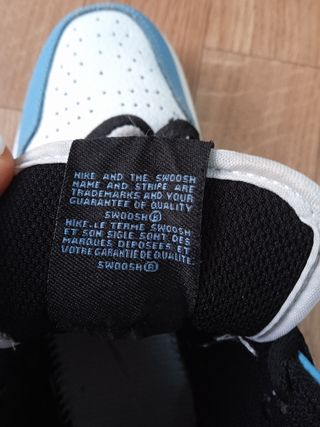 NIKE AND THE SWOOSH
NAME AND STRIPE ARE
TRADEMARKS AND YOUR
GUARANTEE OF QUALITY
SWOOSH®
NIKE.LE TERME SWOOSH
ET SON SIGLE SONT DES
MARQUES DEPOSEES ET
VOTRE GARANTIE DE QUALITE.
SWOOSH®